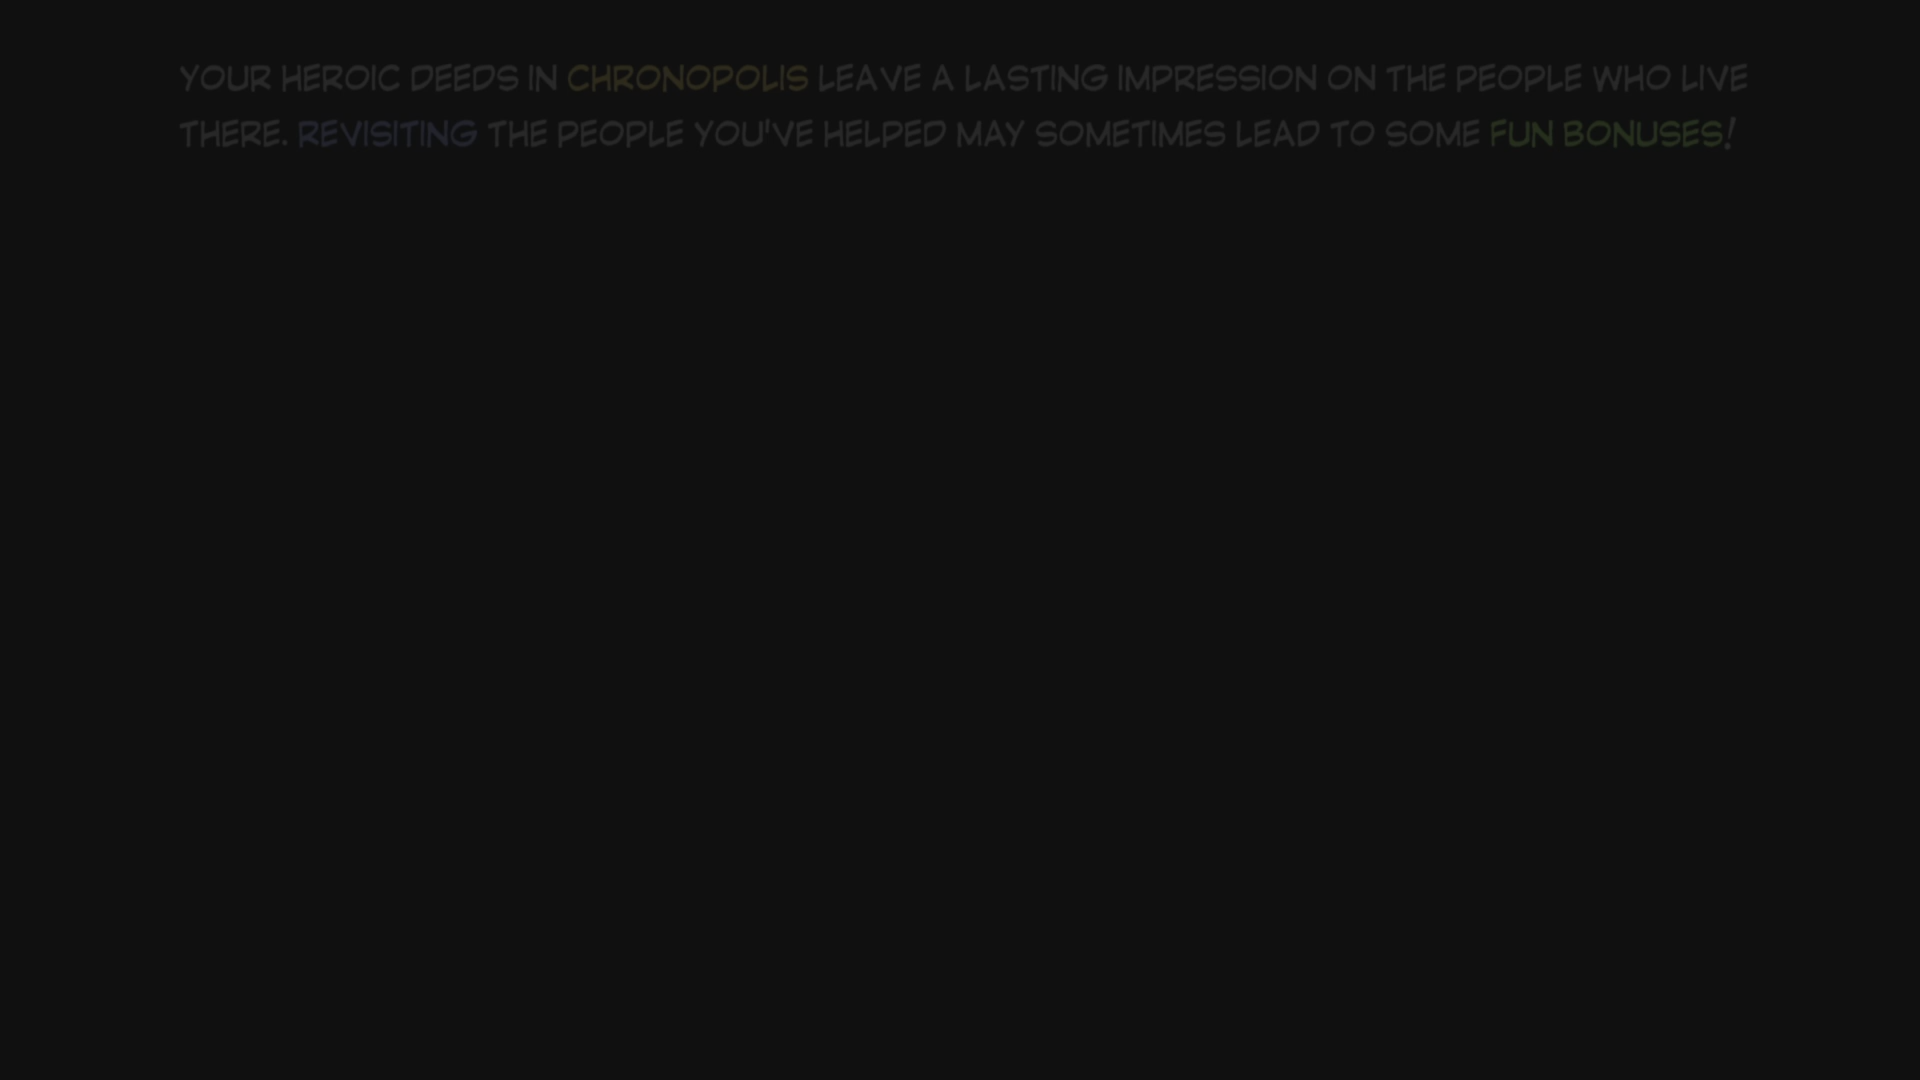 YOUR HEROIC DEEDS IN CHRONOPOLIS LEAVE A LASTING IMPRESSION ON THE PEOPLE WHO LIVE
THERE. REVISITING THE PEOPLE YOU'VE HELPED MAY SOMETIMES LEAD TO SOME FUN BONUSES!